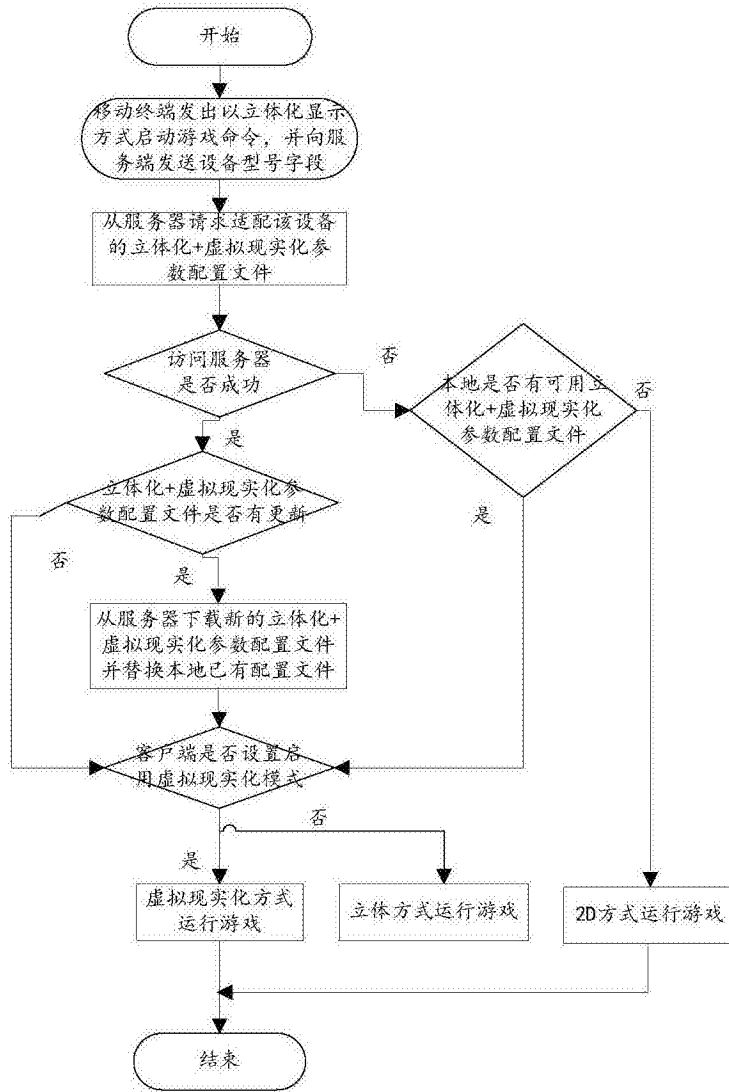 开始
移动终端发出以立体化显示
方式启动游戏命令，并向服
务端发送设备型号字段
从服务器请求适配该设备
的立体化+虚拟现实化参
数配置文件
访问服务器
是否成功
否
本地是否有可用立
体化+虚拟现实化
参数配置文件
否
是
立体化+虚拟现实化参
数配置文件是否有更新
是
否
是
从服务器下载新的立体化+
虚拟现实化参数配置文件
并替换本地已有配置文件
客户端是否设置启
用虚拟现实化模式
否
是
虚拟现实化方式
运行游戏
立体方式运行游戏
2D方式运行游戏
结束